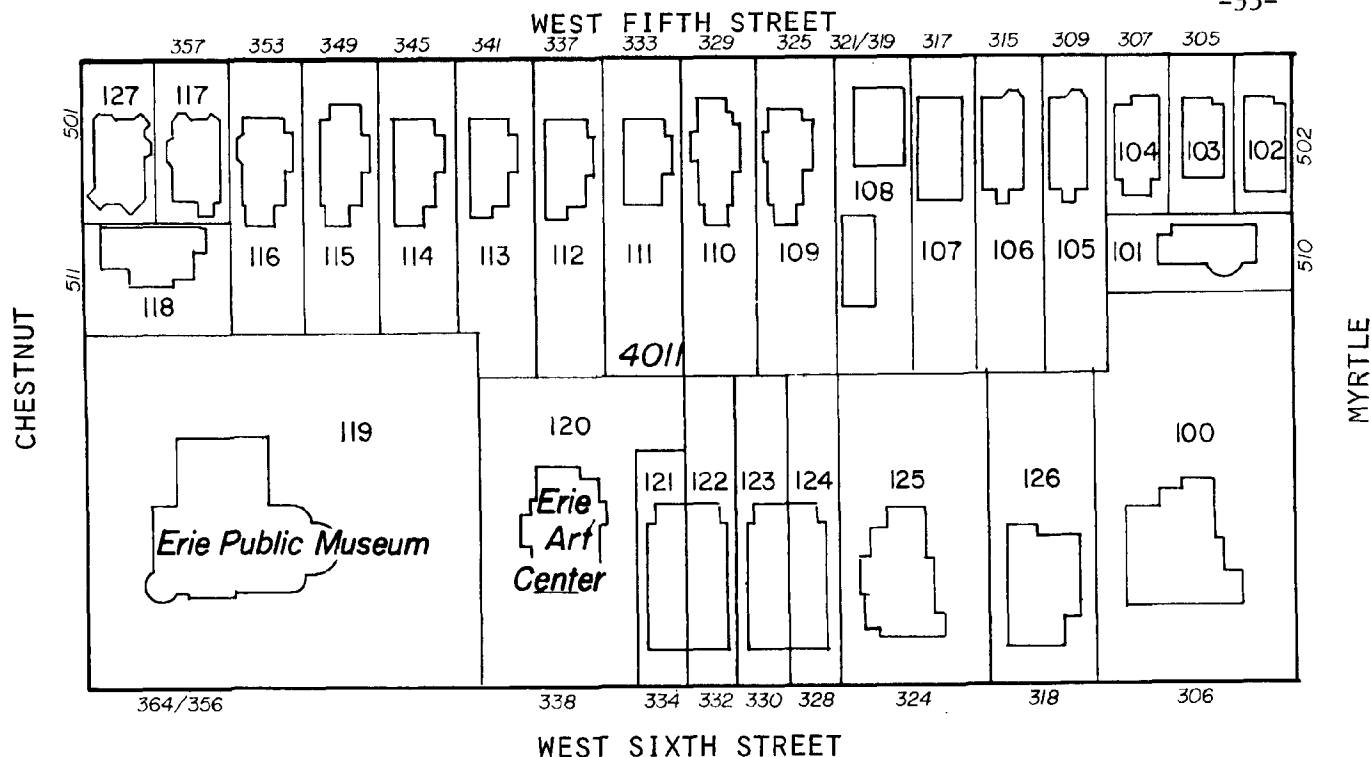 -35-
WEST FIFTH STREET
357 353 349 345 341 337 333 329 325 321/319 317 315 309 307 305
501
127 117
104 103 102
502
108
511
118
116 115 114 113 112 111 110 109 107 106 105 101
510
CHESTNUT
MYRTLE
4011
119
120
100
121 122 123 124 125 126
Erie Public Museum
Erie
Art
Center
364/356 338 334 332 330 328 324 318 306
WEST SIXTH STREET